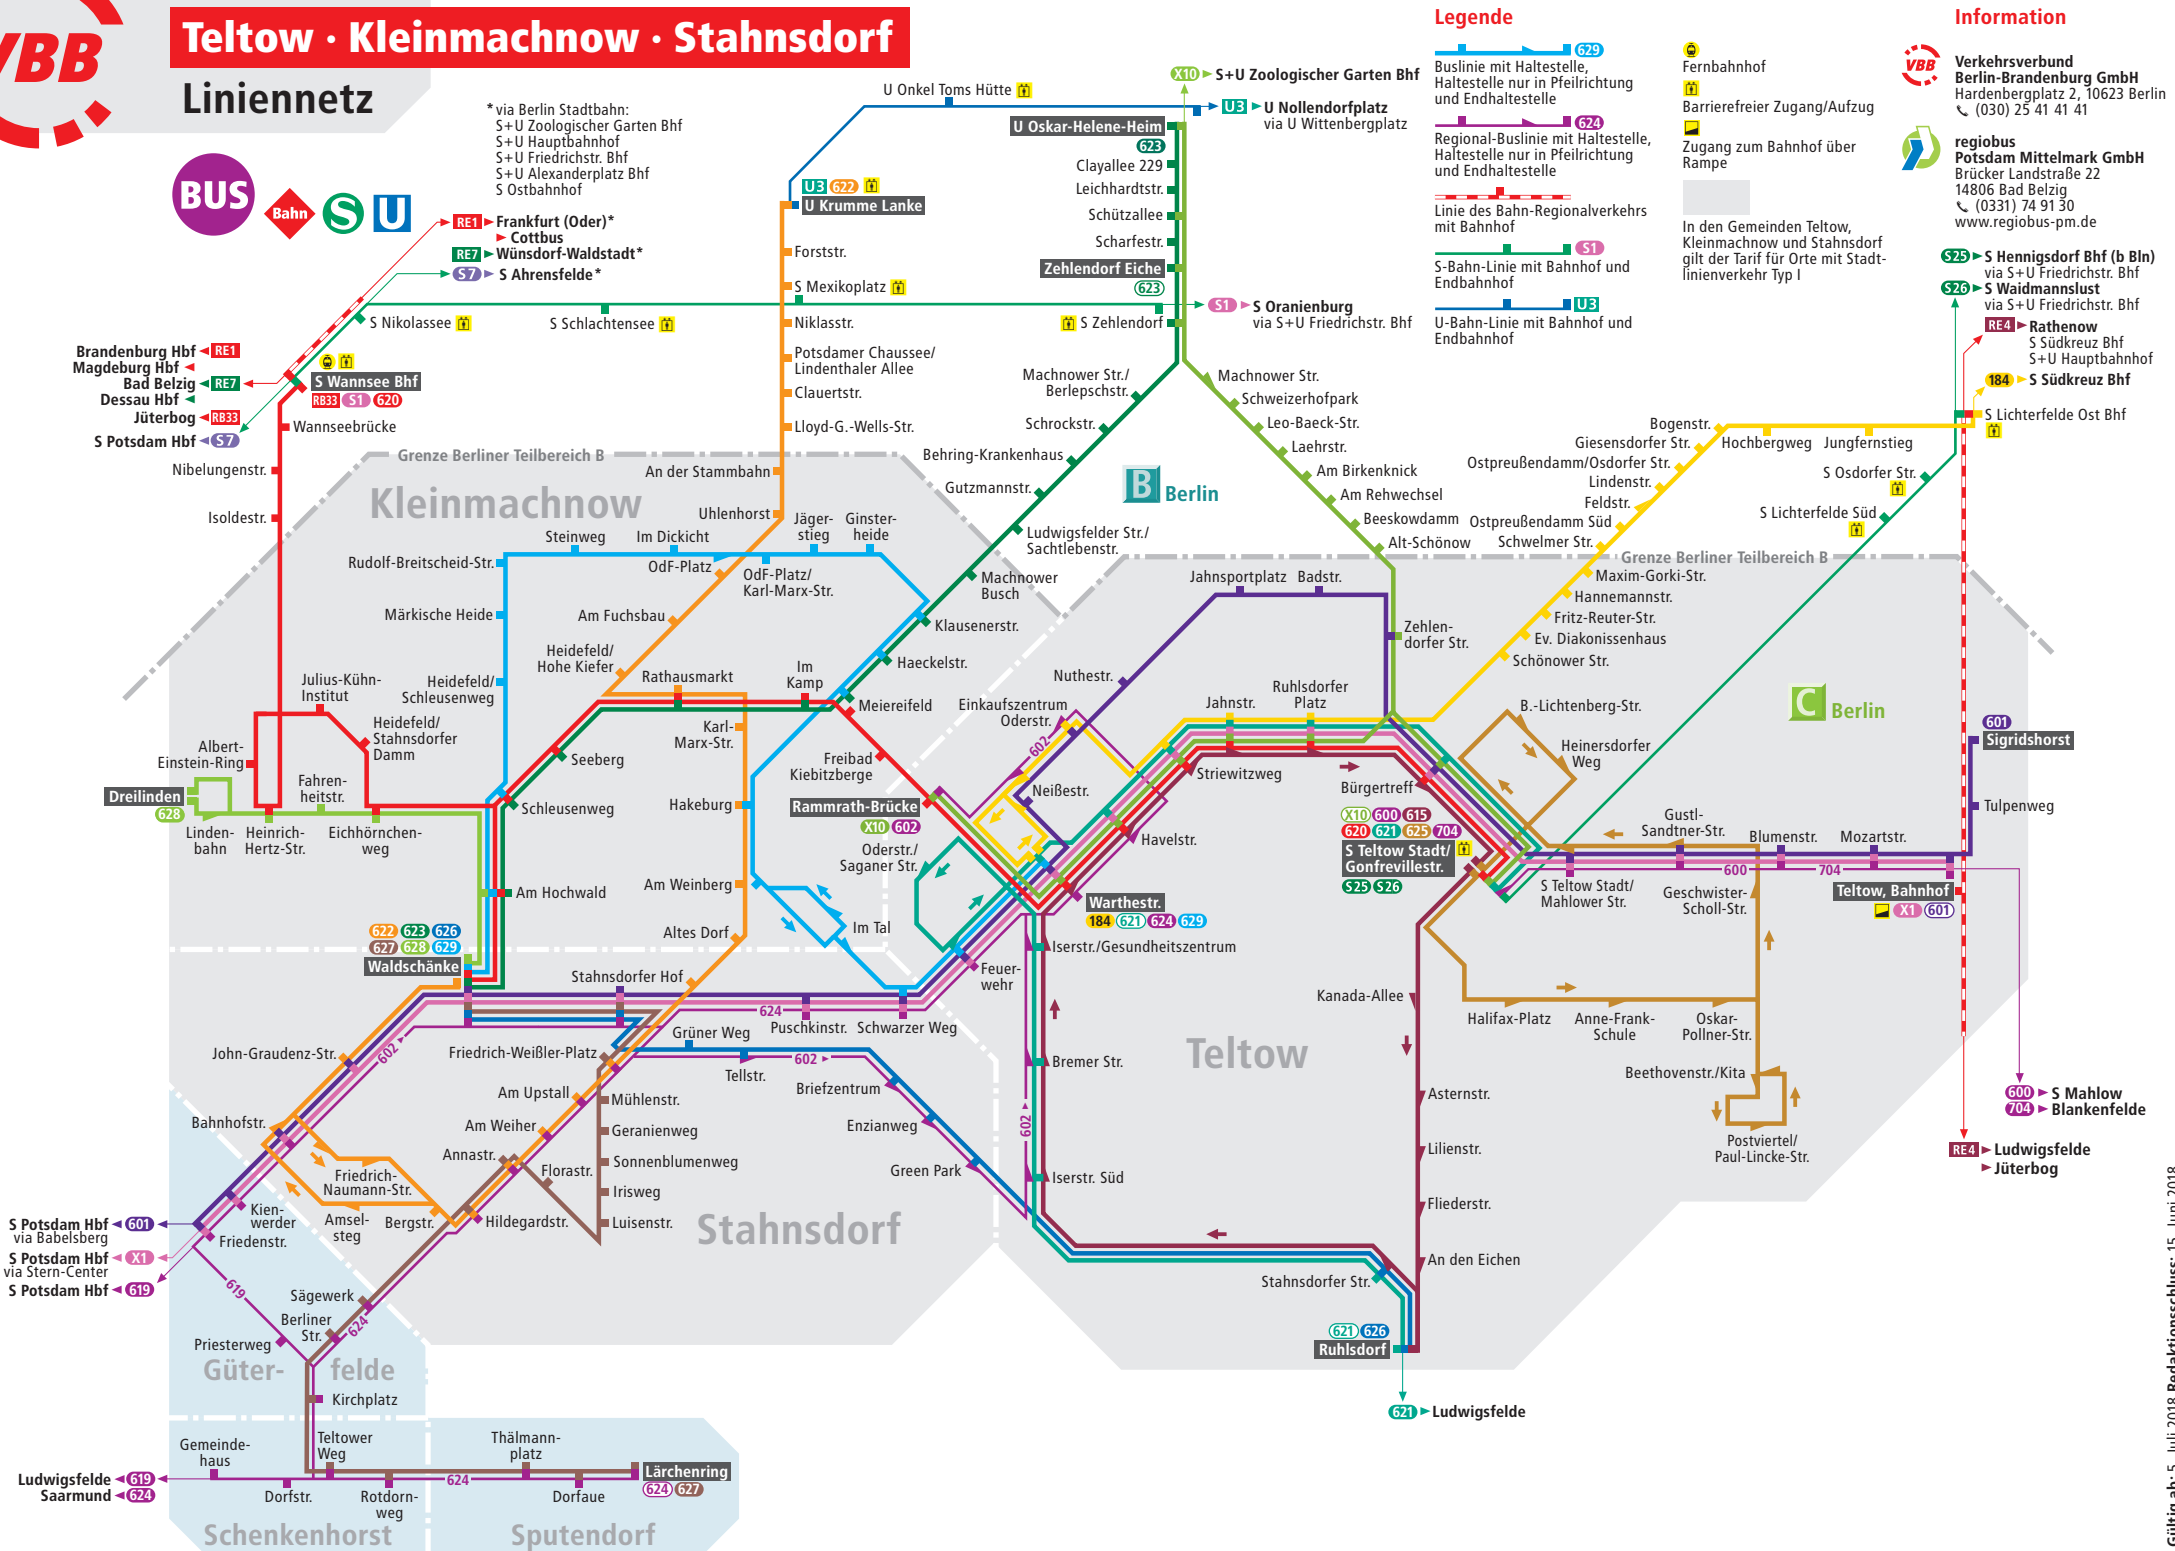 VBB
Teltow · Kleinmachnow · Stahnsdorf
Liniennetz
BUS
Bahn
S
U
* via Berlin Stadtbahn:
S+U Zoologischer Garten Bhf
S+U Hauptbahnhof
S+U Friedrichstr. Bhf
S+U Alexanderplatz Bhf
S Ostbahnhof
RE1 Frankfurt (Oder)*
Cottbus
RE7 Wünsdorf-Waldstadt*
S7 S Ahrensfelde*
Legende
629
Buslinie mit Haltestelle,
Haltestelle nur in Pfeilrichtung
und Endhaltestelle
624
Regional-Buslinie mit Haltestelle,
Haltestelle nur in Pfeilrichtung
und Endhaltestelle
Linie des Bahn-Regionalverkehrs
mit Bahnhof
S1
S-Bahn-Linie mit Bahnhof und
Endbahnhof
U3
U-Bahn-Linie mit Bahnhof und
Endbahnhof
Fernbahnhof
Barrierefreier Zugang/Aufzug
Zugang zum Bahnhof über
Rampe
In den Gemeinden Teltow,
Kleinmachnow und Stahnsdorf
gilt der Tarif für Orte mit Stadt-
linienverkehr Typ I
Information
VBB
Verkehrsverbund
Berlin-Brandenburg GmbH
Hardenbergplatz 2, 10623 Berlin
(030) 25 41 41 41
regiobus
Potsdam Mittelmark GmbH
Brücker Landstraße 22
14806 Bad Belzig
(0331) 74 91 30
www.regiobus-pm.de
S25 S Hennigsdorf Bhf (b Bln)
via S+U Friedrichstr. Bhf
S26 S Waidmannslust
via S+U Friedrichstr. Bhf
RE4 Rathenow
S Südkreuz Bhf
S+U Hauptbahnhof
184 S Südkreuz Bhf
S Lichterfelde Ost Bhf
X10 S+U Zoologischer Garten Bhf
U Onkel Toms Hütte
U3 U Nollendorfplatz
via U Wittenbergplatz
U Oskar-Helene-Heim
623
Clayallee 229
Leichhardtstr.
Schützallee
Scharfestr.
Zehlendorf Eiche
623
S Zehlendorf
S1 S Oranienburg
via S+U Friedrichstr. Bhf
U3 622
U Krumme Lanke
Forststr.
S Mexikoplatz
Niklasstr.
Potsdamer Chaussee/
Lindenthaler Allee
Clauertstr.
Lloyd-G.-Wells-Str.
An der Stammbahn
Uhlenhorst
S Nikolassee
S Schlachtensee
Brandenburg Hbf RE1
Magdeburg Hbf
Bad Belzig RE7
Dessau Hbf
Jüterbog RB33
S Potsdam Hbf S7
S Wannsee Bhf
RB33 S1 620
Wannseebrücke
Nibelungenstr.
Isoldestr.
Grenze Berliner Teilbereich B
Kleinmachnow
Machnower Str./
Berlepschstr.
Schrockstr.
Behring-Krankenhaus
Gutzmannstr.
Ludwigsfelder Str./
Sachtlebenstr.
Machnower
Busch
Klausenerstr.
Haeckelstr.
Meiereifeld
B Berlin
Machnower Str.
Schweizerhofpark
Leo-Baeck-Str.
Laehrstr.
Am Birkenknick
Am Rehwechsel
Beeskowdamm
Alt-Schönow
Bogenstr.
Giesensdorfer Str.
Ostpreußendamm/Osdorfer Str.
Lindenstr.
Feldstr.
Ostpreußendamm Süd
Schwelmer Str.
Hochbergweg
Jungfernstieg
S Osdorfer Str.
S Lichterfelde Süd
Grenze Berliner Teilbereich B
Maxim-Gorki-Str.
Hannemannstr.
Fritz-Reuter-Str.
Ev. Diakonissenhaus
Schönower Str.
Steinweg
Im Dickicht
Jäger-
stieg
Ginster-
heide
Rudolf-Breitscheid-Str.
OdF-Platz
OdF-Platz/
Karl-Marx-Str.
Märkische Heide
Am Fuchsbau
Heidefeld/
Hohe Kiefer
Heidefeld/
Schleusenweg
Rathausmarkt
Im
Kamp
Julius-Kühn-
Institut
Heidefeld/
Stahnsdorfer
Damm
Albert-
Einstein-Ring
Fahren-
heitstr.
Dreilinden
628
Linden-
bahn
Heinrich-
Hertz-Str.
Eichhörnchen-
weg
Seeberg
Schleusenweg
Am Hochwald
Karl-
Marx-Str.
Hakeburg
Am Weinberg
Altes Dorf
Im Tal
Freibad
Kiebitzberge
Rammrath-Brücke
X10 602
Oderstr./
Saganer Str.
Jahnsportplatz
Badstr.
Zehlen-
dorfer Str.
Nuthestr.
Einkaufszentrum
Oderstr.
602
Neißestr.
Jahnstr.
Ruhlsdorfer
Platz
Striewitzweg
Havelstr.
Bürgertreff
X10 600 615
620 621 625 704
S Teltow Stadt/
Gonfrevillestr.
S25 S26
B.-Lichtenberg-Str.
Heinersdorfer
Weg
C Berlin
601
Sigridshorst
Tulpenweg
Gustl-
Sandtner-Str.
Blumenstr.
Mozartstr.
600
704
S Teltow Stadt/
Mahlower Str.
Geschwister-
Scholl-Str.
Teltow, Bahnhof
X1 601
Warthestr.
184 621 624 629
622 623 626
627 628 629
Waldschänke
Stahnsdorfer Hof
Feuer-
wehr
Iserstr./Gesundheitszentrum
624
Puschkinstr.
Schwarzer Weg
John-Graudenz-Str.
602
Friedrich-Weißler-Platz
Grüner Weg
Tellstr.
602
Briefzentrum
Enzianweg
Green Park
Am Upstall
Am Weiher
Annastr.
Mühlenstr.
Geranienweg
Sonnenblumenweg
Irisweg
Luisenstr.
Florastr.
Hildegardstr.
Bahnhofstr.
Friedrich-
Naumann-Str.
Amsel-
steg
Bergstr.
Kien-
werder
Friedenstr.
S Potsdam Hbf 601
via Babelsberg
S Potsdam Hbf X1
via Stern-Center
S Potsdam Hbf 619
619
Sägewerk
Berliner
Str.
624
Priesterweg
Güter-
felde
Kirchplatz
Stahnsdorf
Teltow
Bremer Str.
602
Iserstr. Süd
Kanada-Allee
Asternstr.
Lilienstr.
Fliederstr.
An den Eichen
Stahnsdorfer Str.
621 626
Ruhlsdorf
621 Ludwigsfelde
Halifax-Platz
Anne-Frank-
Schule
Oskar-
Pollner-Str.
Beethovenstr./Kita
Postviertel/
Paul-Lincke-Str.
600 S Mahlow
704 Blankenfelde
RE4 Ludwigsfelde
Jüterbog
Gemeinde-
haus
Teltower
Weg
Thälmann-
platz
Lärchenring
624 627
Ludwigsfelde 619
Saarmund 624
624
Dorfstr.
Rotdorn-
weg
Dorfaue
Schenkenhorst
Sputendorf
Gültig ab: 5. Juli 2018 Redaktionsschluss: 15. Juni 2018